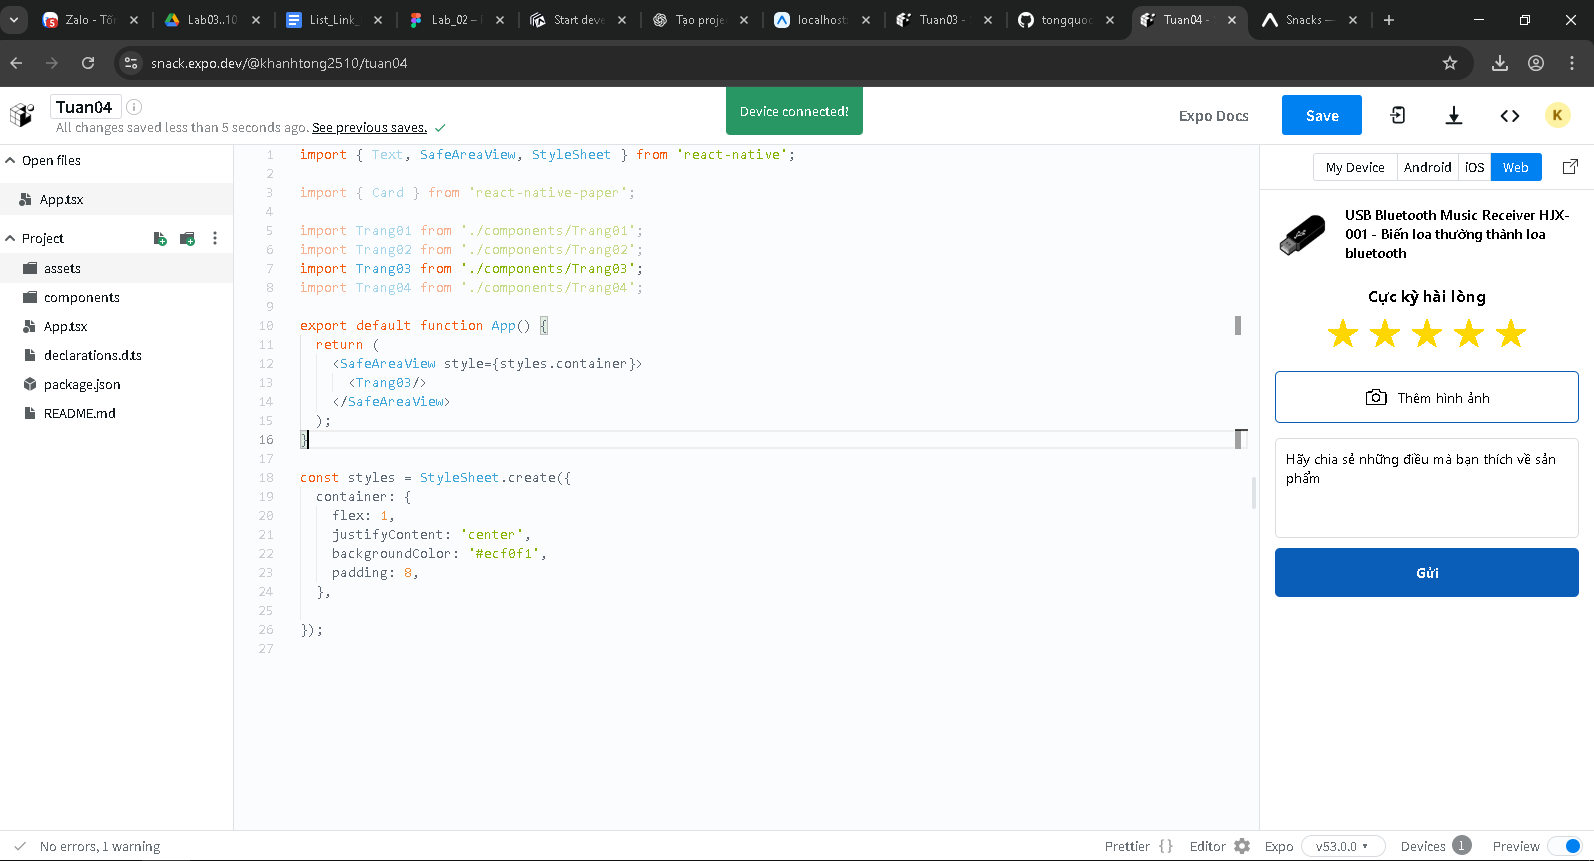 Zalo - Tổn
Lab03..10
List_Link_
Lab_02 –
Start deve
Tạo proje
localhost:
Tuan03 -
tongquoc
Tuan04 -
Snacks —
snack.expo.dev/@khanhtong2510/tuan04
Tuan04
All changes saved less than 5 seconds ago. See previous saves.
Device connected!
Expo Docs
Save
K
Open files
App.tsx
Project
assets
components
App.tsx
declarations.d.ts
package.json
README.md
1 import { Text, SafeAreaView, StyleSheet } from 'react-native';
2
3 import { Card } from 'react-native-paper';
4
5 import Trang01 from './components/Trang01';
6 import Trang02 from './components/Trang02';
7 import Trang03 from './components/Trang03';
8 import Trang04 from './components/Trang04';
9
10 export default function App() {
11 return (
12 <SafeAreaView style={styles.container}>
13 <Trang03/>
14 </SafeAreaView>
15 );
16 }
17
18 const styles = StyleSheet.create({
19 container: {
20 flex: 1,
21 justifyContent: 'center',
22 backgroundColor: '#ecf0f1',
23 padding: 8,
24 },
25
26 });
27
My Device
Android
iOS
Web
USB Bluetooth Music Receiver HJX-
001 - Biến loa thường thành loa
bluetooth
Cực kỳ hài lòng
Thêm hình ảnh
Hãy chia sẻ những điều mà bạn thích về sản
phẩm
Gửi
No errors, 1 warning
Prettier { }
Editor
Expo
v53.0.0
Devices 1
Preview